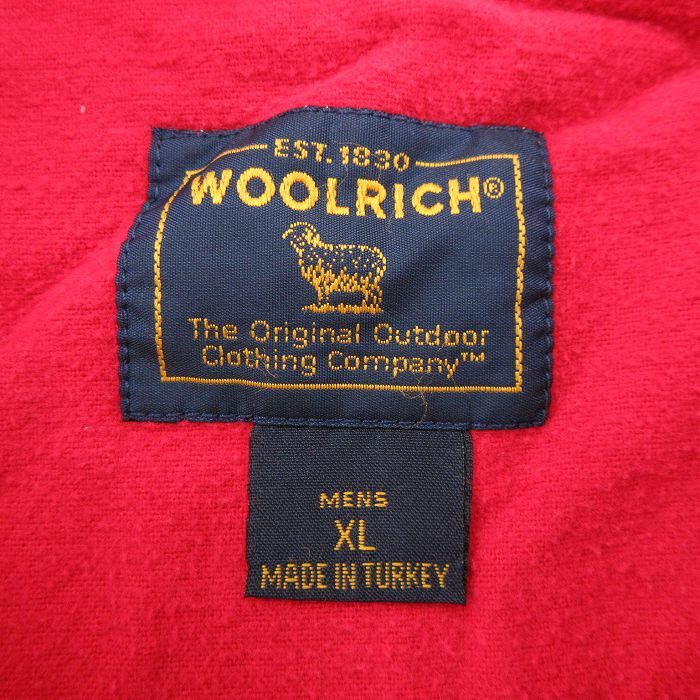 EST. 1830
WOOLRICH®
The Original Outdoor
Clothing Company™
MENS
XL
MADE IN TURKEY